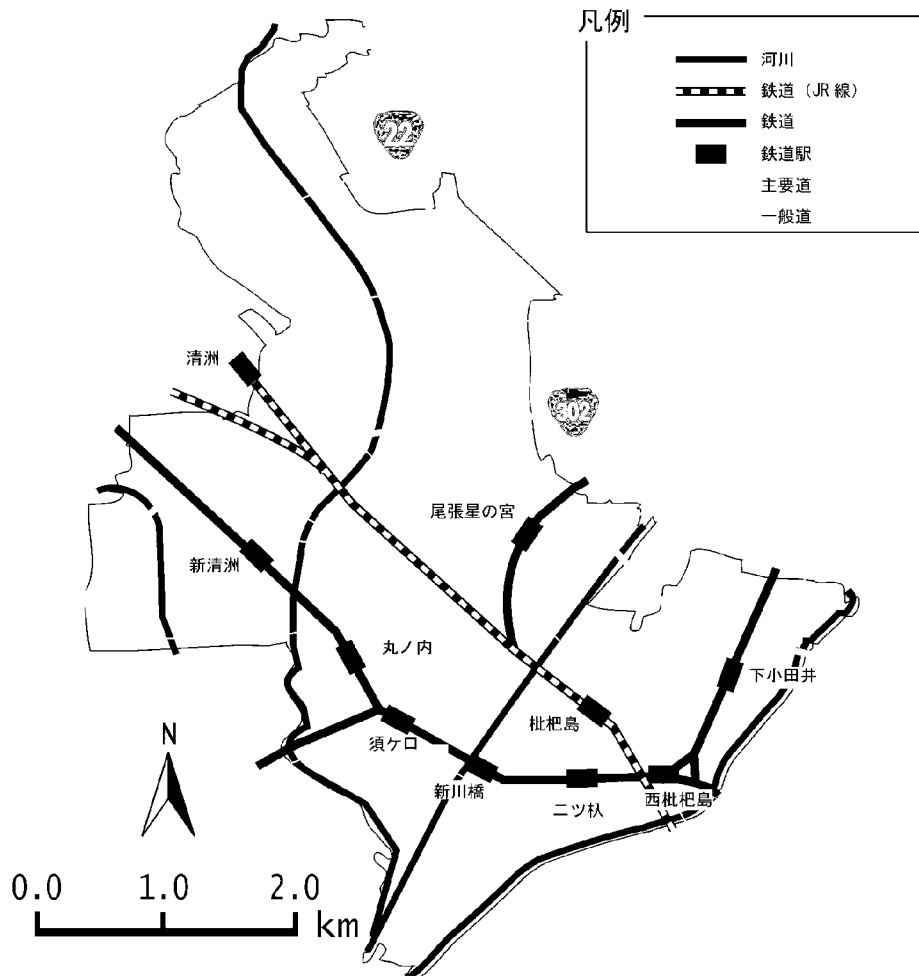 凡例
河川
鉄道（JR線）
鉄道
鉄道駅
主要道
一般道
22
清洲
302
尾張星の宮
新清洲
丸ノ内
下小田井
枇杷島
須ケ口
新川橋
二ツ杁
西枇杷島
N
0.0 1.0 2.0
km